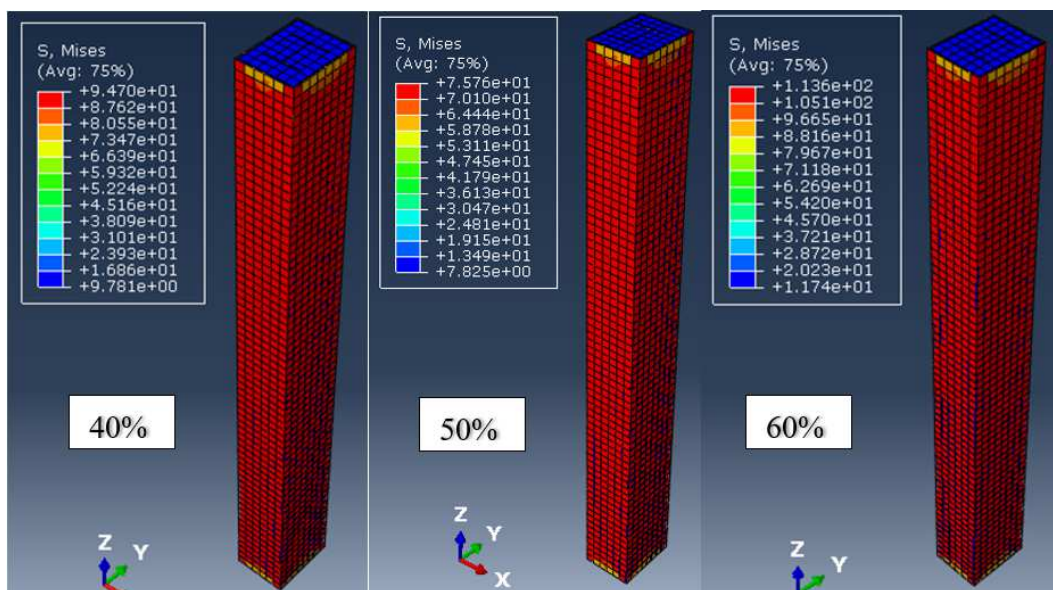 S, Mises
(Avg: 75%)
+9.470e+01
+8.762e+01
+8.055e+01
+7.347e+01
+6.639e+01
+5.932e+01
+5.224e+01
+4.516e+01
+3.809e+01
+3.101e+01
+2.393e+01
+1.686e+01
+9.781e+00
40%
Z
Y
S, Mises
(Avg: 75%)
+7.576e+01
+7.010e+01
+6.444e+01
+5.878e+01
+5.311e+01
+4.745e+01
+4.179e+01
+3.613e+01
+3.047e+01
+2.481e+01
+1.915e+01
+1.349e+01
+7.825e+00
50%
Z
Y
X
S, Mises
(Avg: 75%)
+1.136e+02
+1.051e+02
+9.665e+01
+8.816e+01
+7.967e+01
+7.118e+01
+6.269e+01
+5.420e+01
+4.570e+01
+3.721e+01
+2.872e+01
+2.023e+01
+1.174e+01
60%
Z
Y